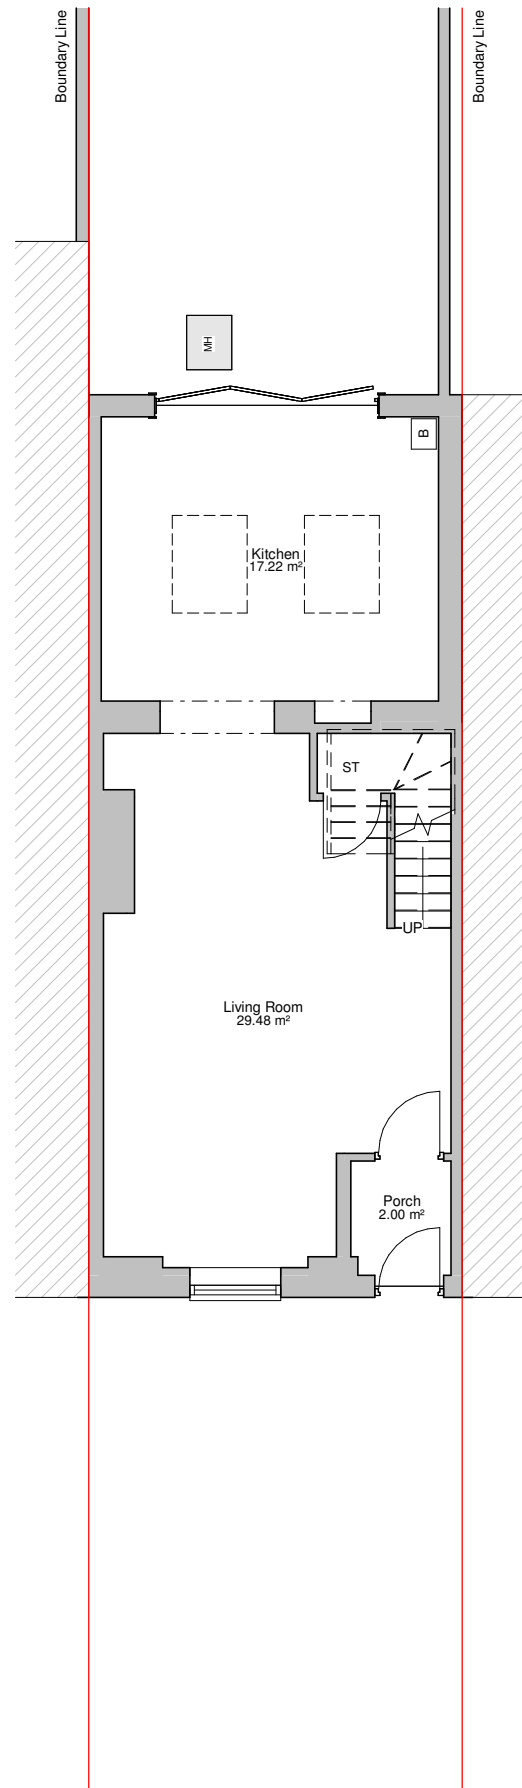 Boundary Line
Boundary Line
MH
B
Kitchen
17.22 m²
ST
UP
Living Room
29.48 m²
Porch
2.00 m²